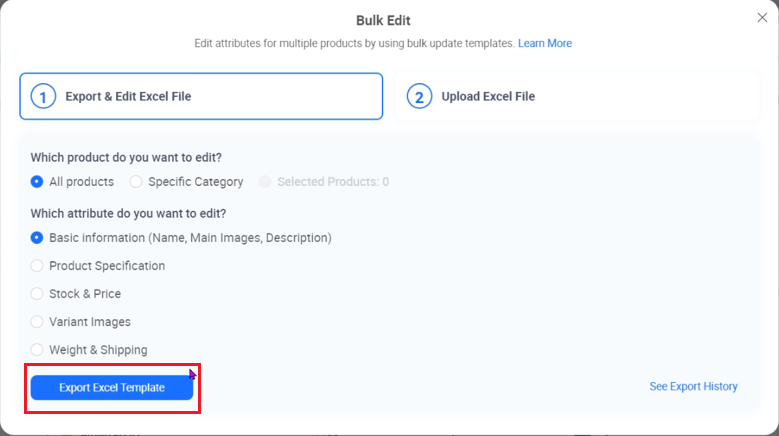 Bulk Edit
Edit attributes for multiple products by using bulk update templates. Learn More
1 Export & Edit Excel File
2 Upload Excel File
Which product do you want to edit?
All products Specific Category Selected Products: 0
Which attribute do you want to edit?
Basic information (Name, Main Images, Description)
Product Specification
Stock & Price
Variant Images
Weight & Shipping
Export Excel Template
See Export History